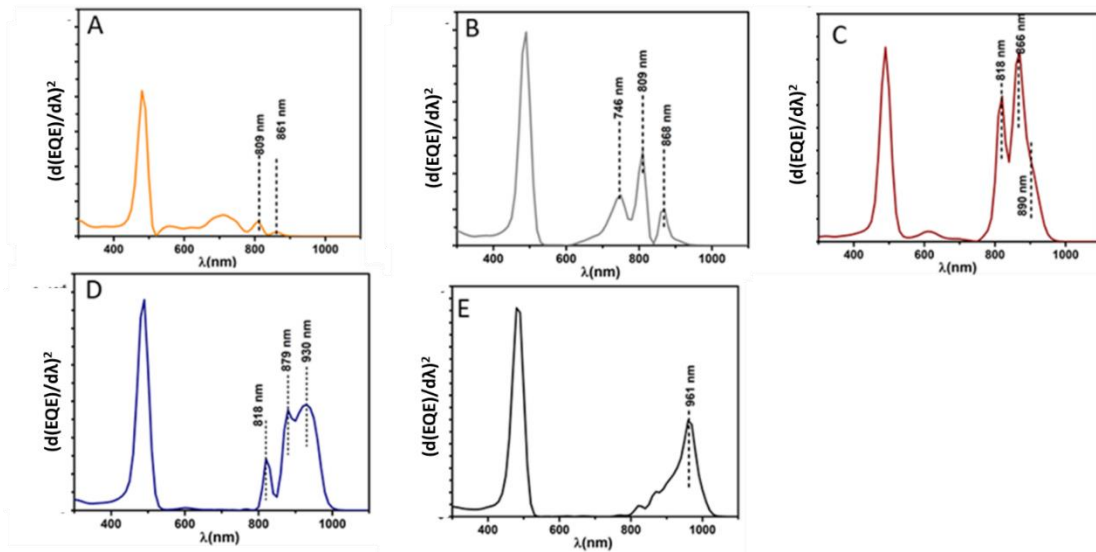 A
(d(EQE)/dλ)²
809 nm
861 nm
400 600 800 1000
λ(nm)
B
(d(EQE)/dλ)²
746 nm
809 nm
868 nm
400 600 800 1000
λ(nm)
C
(d(EQE)/dλ)²
818 nm
866 nm
890 nm
400 600 800 1000
λ(nm)
D
(d(EQE)/dλ)²
818 nm
879 nm
930 nm
400 600 800 1000
λ(nm)
E
(d(EQE)/dλ)²
961 nm
400 600 800 1000
λ(nm)